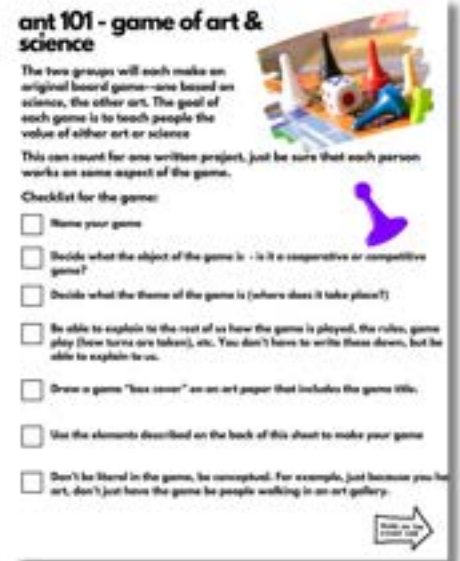 ant 101 - game of art &
science
The two groups will each make an
original board game--one based on
science, the other art. The goal of
each game is to teach people the
value of either art or science
This can count for one written project, just be sure that each person
works on some aspect of the game.
Checklist for the game:
Name your game
Decide what the object of the game is - is it a cooperative or competitive
game?
Decide what the theme of the game is (where does it take place?)
Be able to explain to the rest of us how the game is played, the rules, game
play (how turns are taken), etc. You don't have to write these down, but be
able to explain to us.
Draw a game "box cover" on an art paper that includes the game title.
Use the elements described on the back of this sheet to make your game
Don't be literal in the game, be conceptual. For example, just because you ha
art, don't just have the game be people walking in an art gallery.